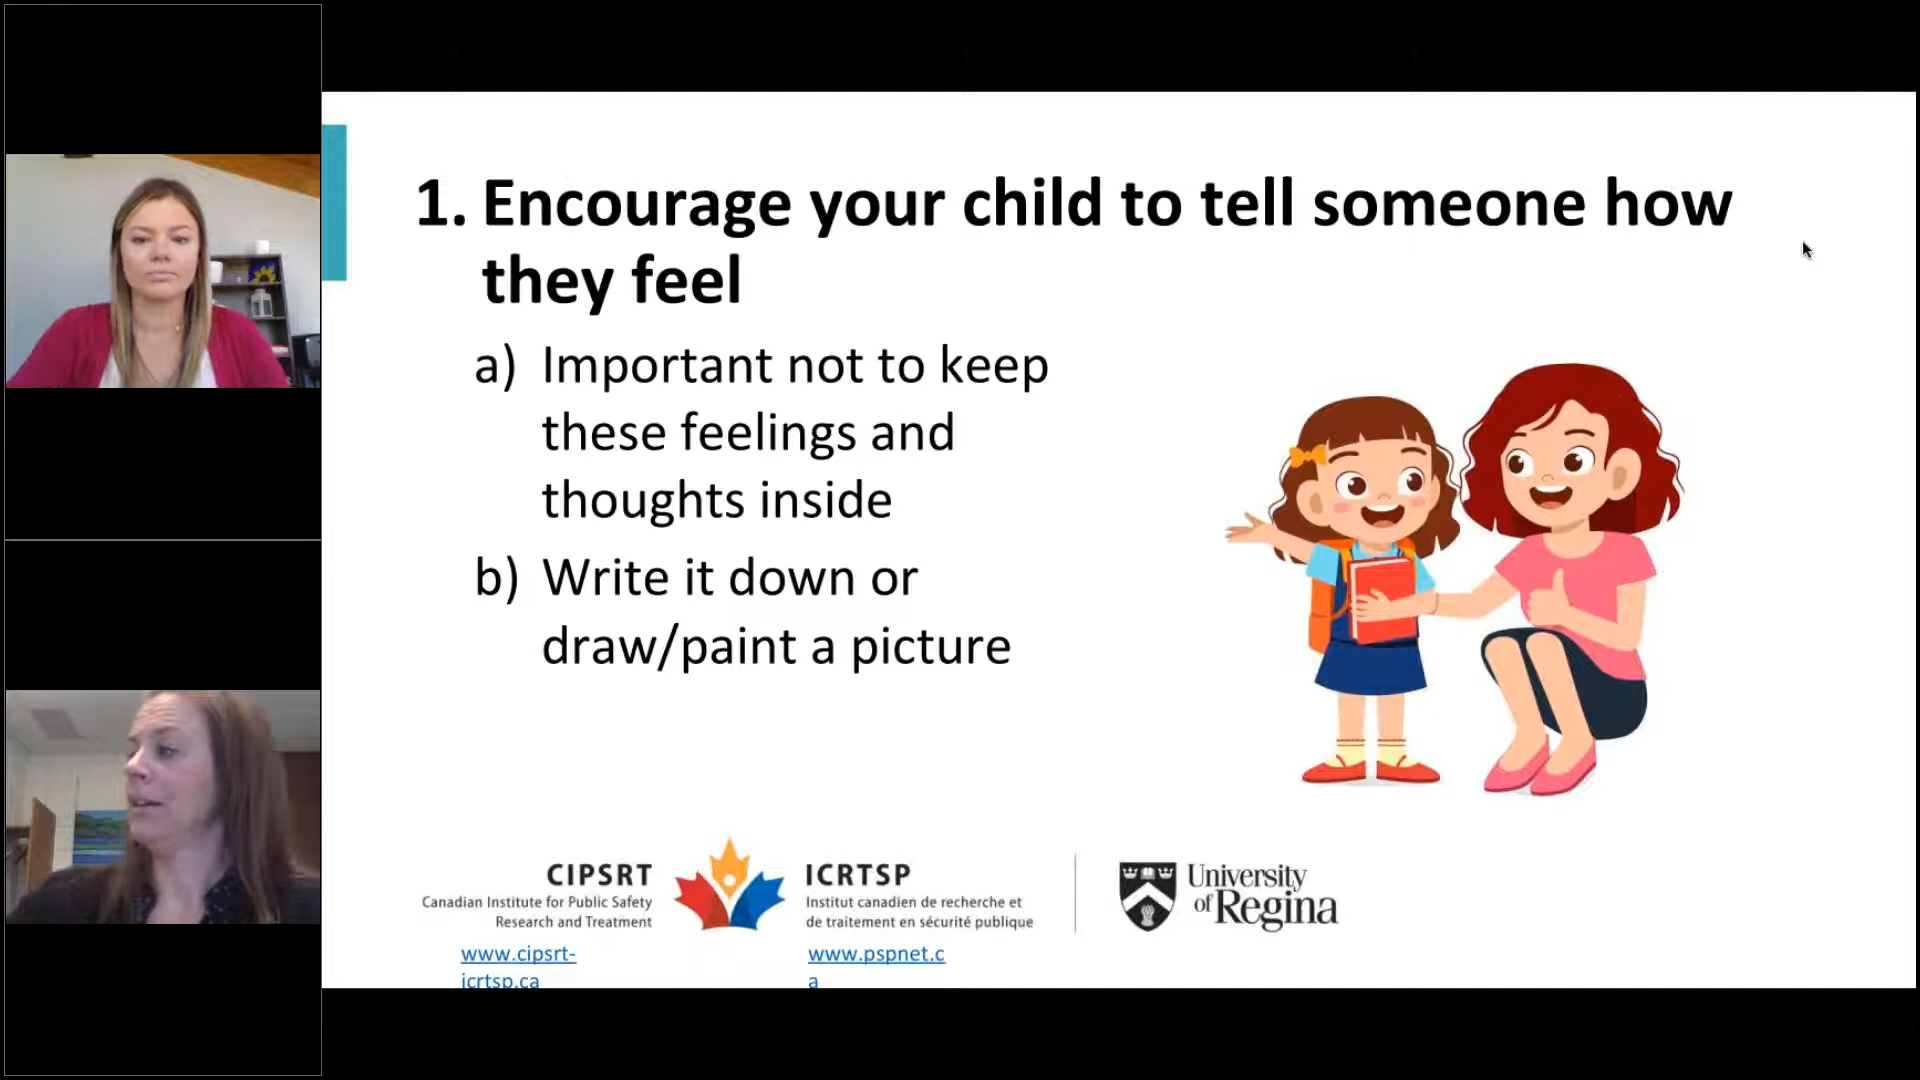 1. Encourage your child to tell someone how
they feel
a) Important not to keep
these feelings and
thoughts inside
b) Write it down or
draw/paint a picture
CIPSRT
Canadian Institute for Public Safety
Research and Treatment
ICRTSP
Institut canadien de recherche et
de traitement en sécurité publique
University
of Regina
www.cipsrt-
icrtsp.ca
www.pspnet.c
a